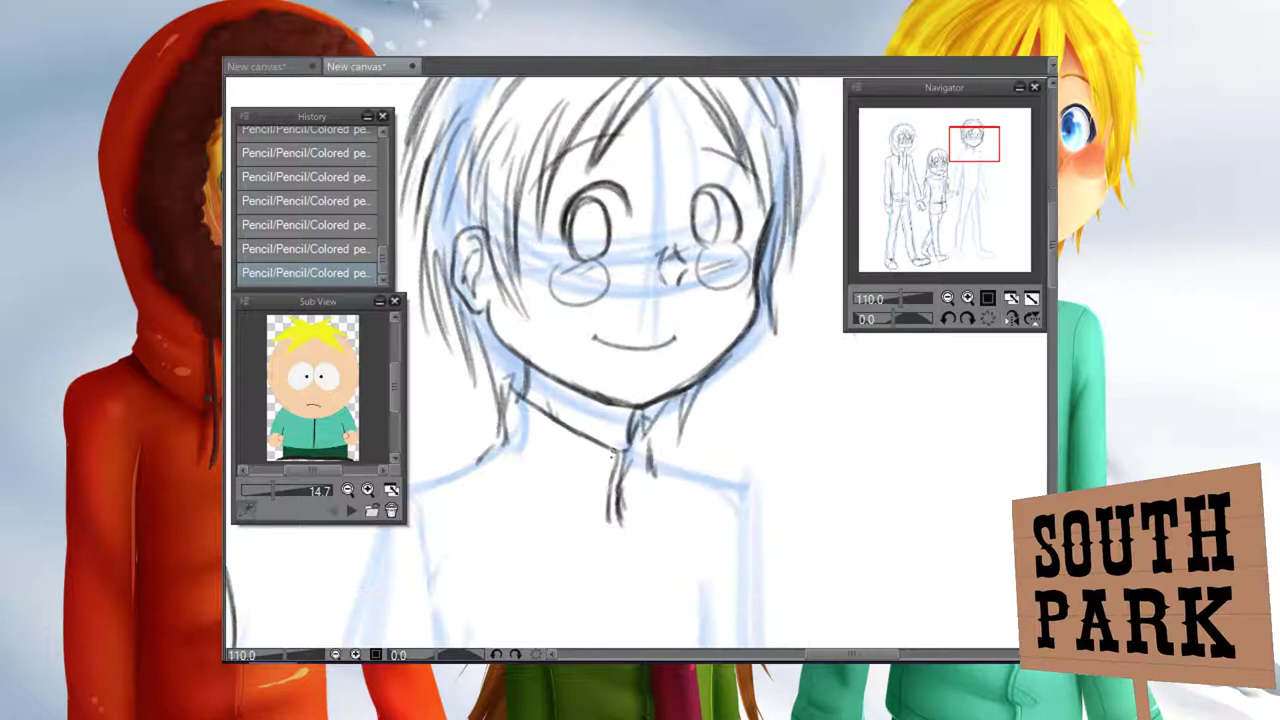 New canvas*
New canvas*
History
Pencil/Pencil/Colored pe..
Pencil/Pencil/Colored pe..
Pencil/Pencil/Colored pe..
Pencil/Pencil/Colored pe..
Pencil/Pencil/Colored pe..
Pencil/Pencil/Colored pe..
Pencil/Pencil/Colored pe..
Sub View
14.7
Navigator
110.0
0.0
110.0
0.0
SOUTH
PARK